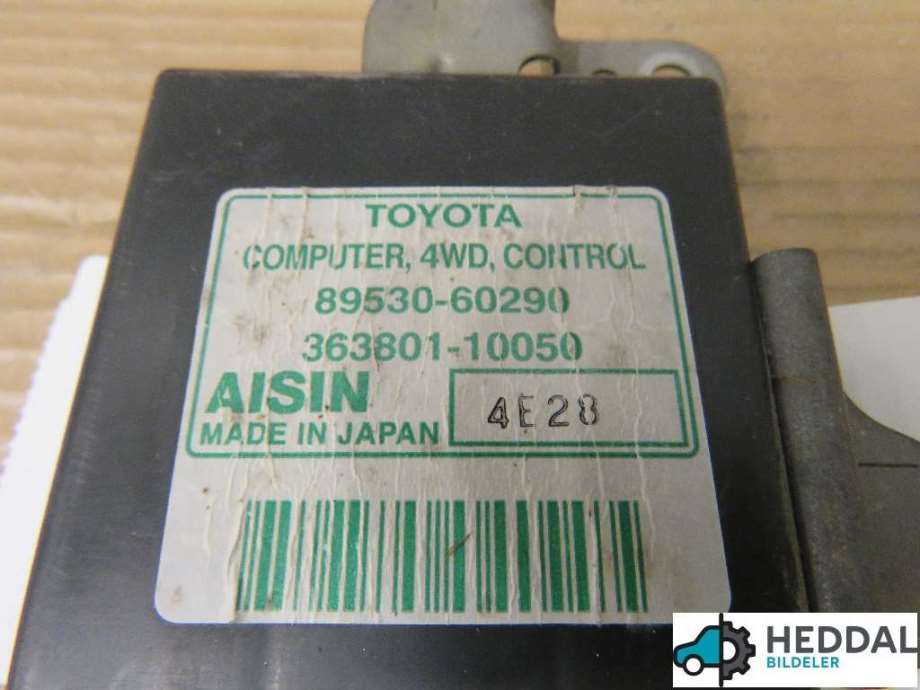 TOYOTA
COMPUTER, 4WD, CONTROL
89530-60290
363801-10050
AISIN
MADE IN JAPAN
4E28
HEDDAL
BILDELER